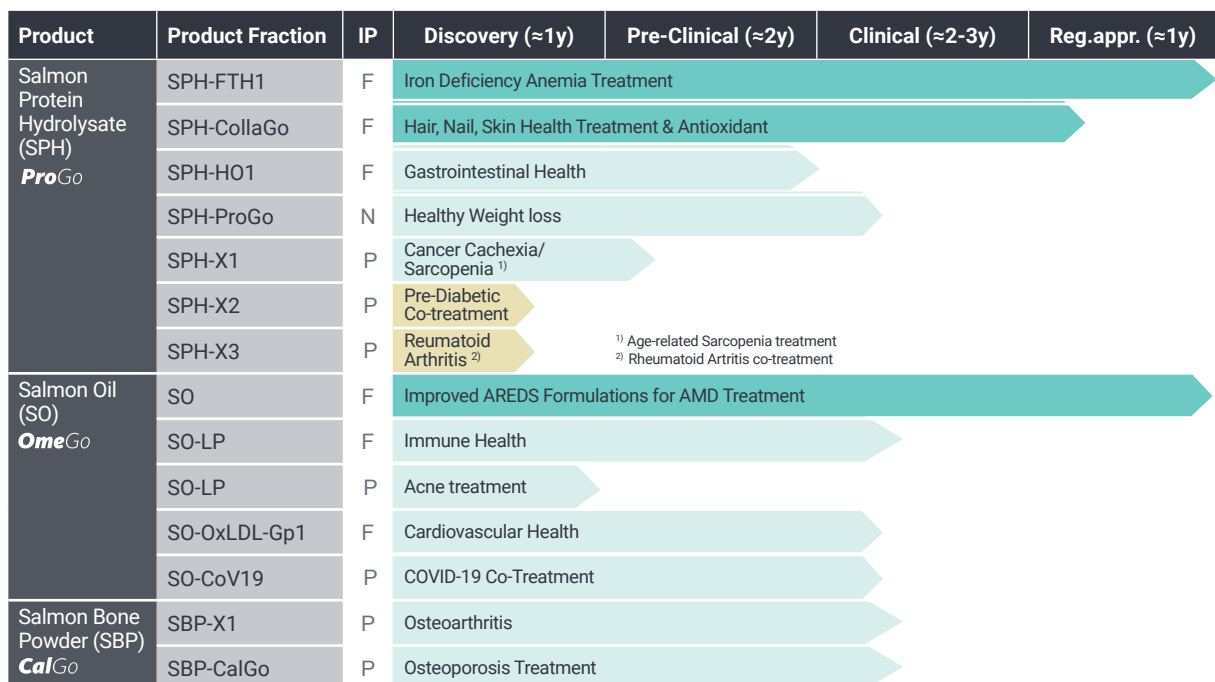 Product Product Fraction IP Discovery (≈1y) Pre-Clinical (≈2y) Clinical (≈2-3y) Reg.appr. (≈1y)
Salmon
Protein
Hydrolysate
(SPH)
ProGo
SPH-FTH1 F Iron Deficiency Anemia Treatment
SPH-CollaGo F Hair, Nail, Skin Health Treatment & Antioxidant
SPH-HO1 F Gastrointestinal Health
SPH-ProGo N Healthy Weight loss
SPH-X1 P Cancer Cachexia/
Sarcopenia 1)
SPH-X2 P Pre-Diabetic
Co-treatment
SPH-X3 P Reumatoid
Arthritis 2)
1) Age-related Sarcopenia treatment
2) Rheumatoid Artritis co-treatment
Salmon Oil
(SO)
OmeGo
SO F Improved AREDS Formulations for AMD Treatment
SO-LP F Immune Health
SO-LP P Acne treatment
SO-OxLDL-Gp1 F Cardiovascular Health
SO-CoV19 P COVID-19 Co-Treatment
Salmon Bone
Powder (SBP)
CalGo
SBP-X1 P Osteoarthritis
SBP-CalGo P Osteoporosis Treatment